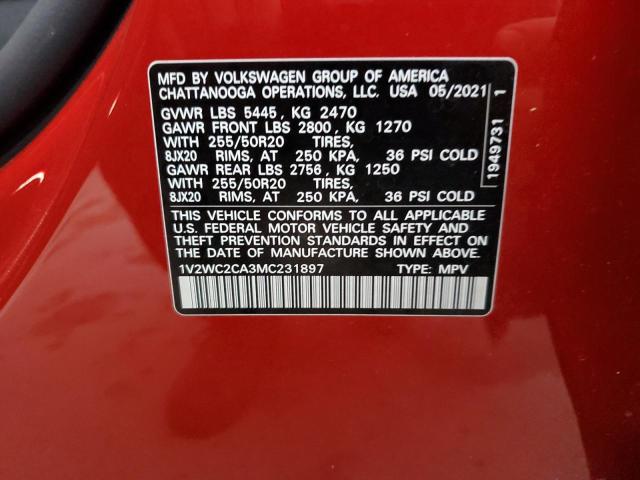 MFD BY VOLKSWAGEN GROUP OF AMERICA
CHATTANOOGA OPERATIONS, LLC. USA 05/2021
GVWR LBS 5445, KG 2470
GAWR FRONT LBS 2800, KG 1270
WITH 255/50R20 TIRES,
8JX20 RIMS, AT 250 KPA, 36 PSI COLD
GAWR REAR LBS 2756, KG 1250
WITH 255/50R20 TIRES,
8JX20 RIMS, AT 250 KPA, 36 PSI COLD
THIS VEHICLE CONFORMS TO ALL APPLICABLE
U.S. FEDERAL MOTOR VEHICLE SAFETY AND
THEFT PREVENTION STANDARDS IN EFFECT ON
THE DATE OF MANUFACTURE SHOWN ABOVE.
1V2WC2CA3MC231897 TYPE: MPV
1949731 1